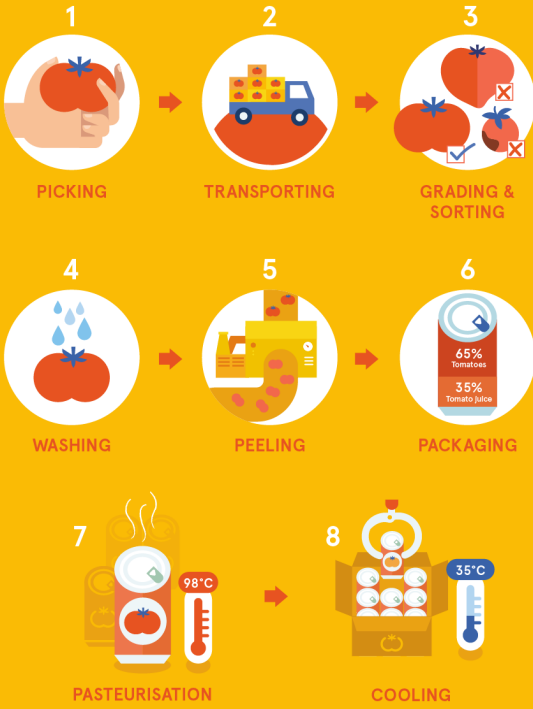 1
2
3
PICKING
TRANSPORTING
GRADING &
SORTING
4
5
6
65%
Tomatoes
35%
Tomato juice
WASHING
PEELING
PACKAGING
7
8
98°C
35°C
PASTEURISATION
COOLING